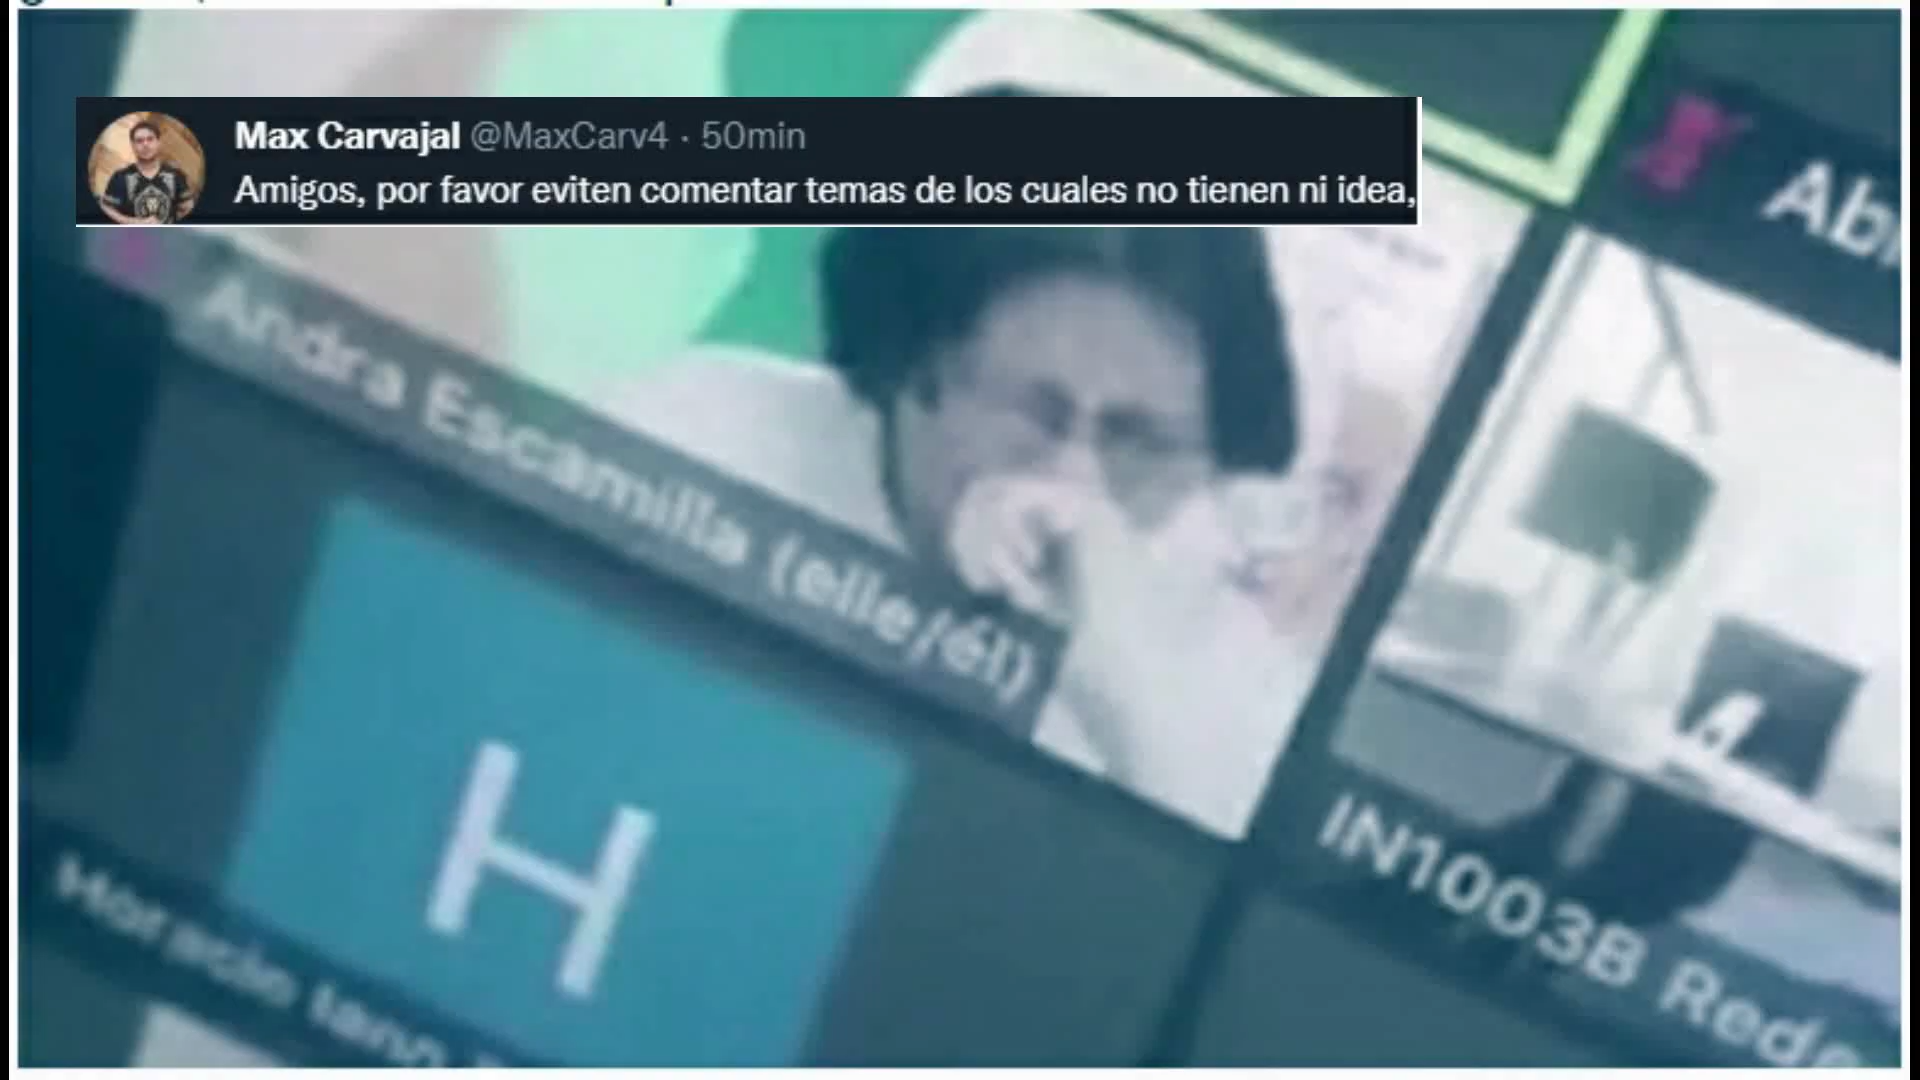 Max Carvajal @MaxCarv4 · 50min
Amigos, por favor eviten comentar temas de los cuales no tienen ni idea,
Andra Escamilla (elle/él)
H
IN1003B